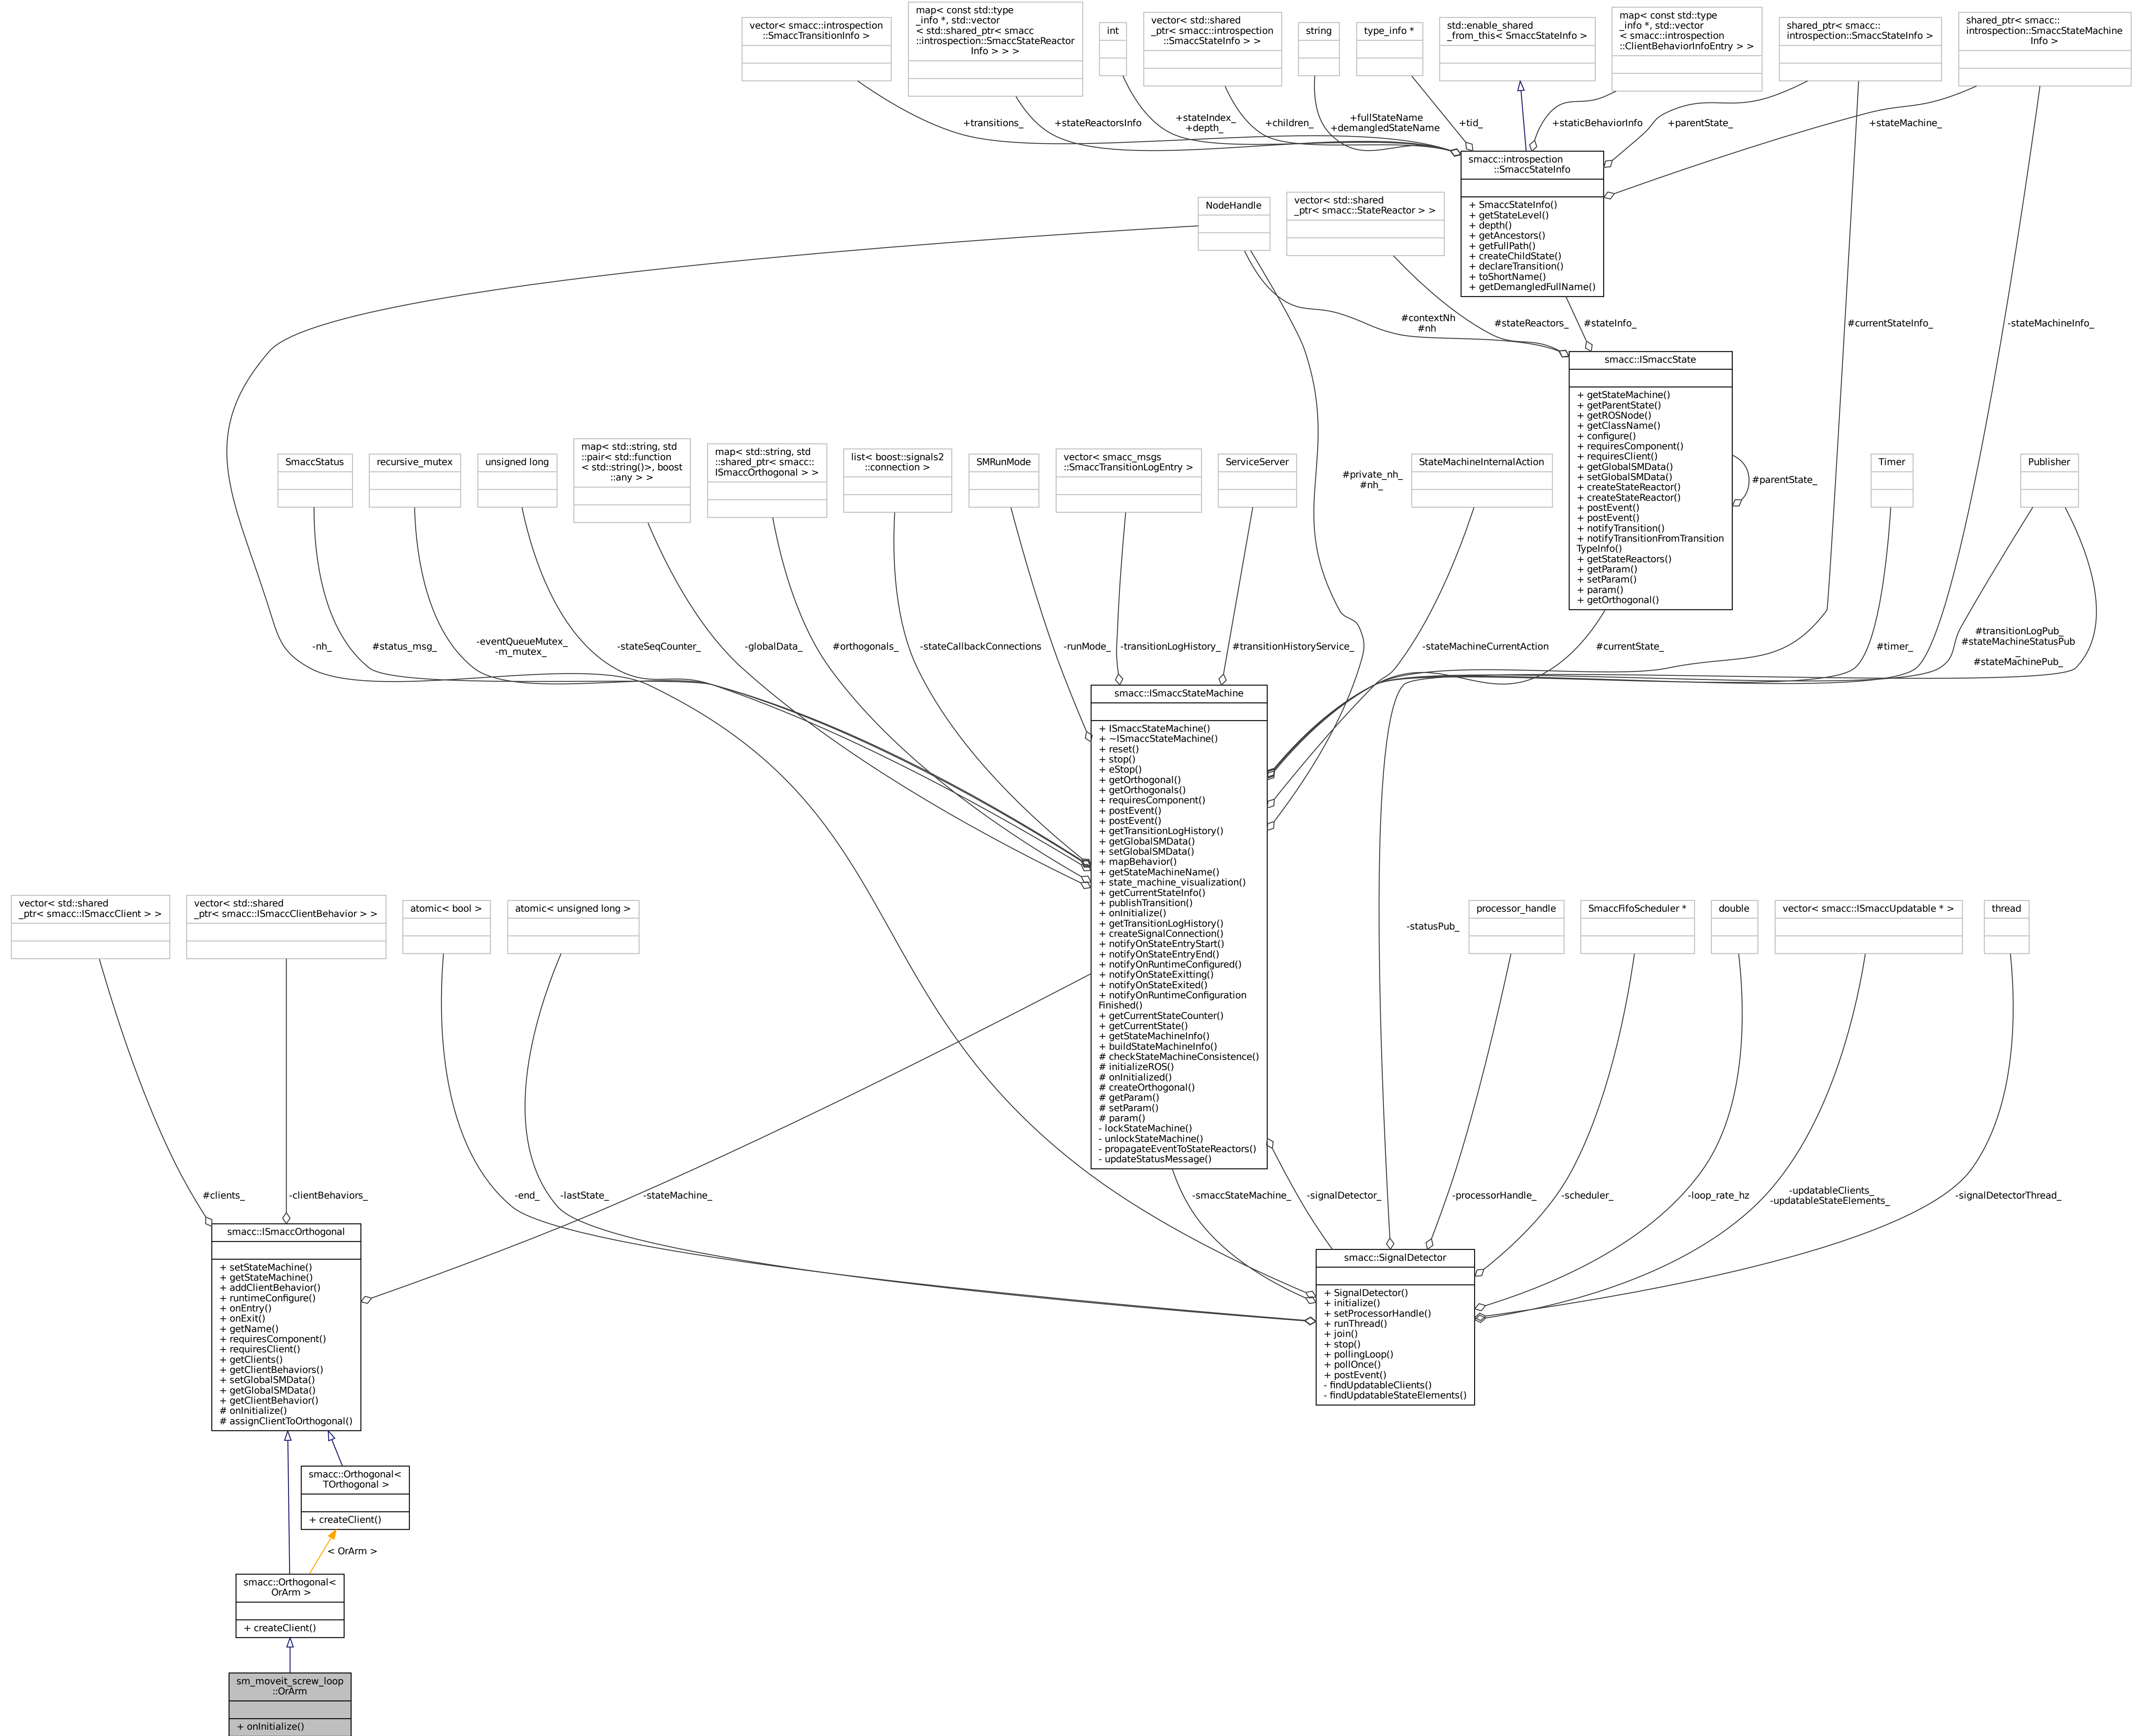 vector< smacc::introspection
::SmaccTransitionInfo >
map< const std::type
_info *, std::vector
< std::shared_ptr< smacc
::introspection::SmaccStateReactor
Info > > >
int
vector< std::shared
_ptr< smacc::introspection
::SmaccStateInfo > >
string
type_info *
std::enable_shared
_from_this< SmaccStateInfo >
map< const std::type
_info *, std::vector
< smacc::introspection
::ClientBehaviorInfoEntry > >
shared_ptr< smacc::
introspection::SmaccStateInfo >
shared_ptr< smacc::
introspection::SmaccStateMachine
Info >
+transitions_
+stateReactorsInfo
+stateIndex_
+depth_
+children_
+fullStateName
+demangledStateName
+tid_
+staticBehaviorInfo
+parentState_
+stateMachine_
smacc::introspection
::SmaccStateInfo
+ SmaccStateInfo()
+ getStateLevel()
+ depth()
+ getAncestors()
+ getFullPath()
+ createChildState()
+ declareTransition()
+ toShortName()
+ getDemangledFullName()
NodeHandle
vector< std::shared
_ptr< smacc::StateReactor > >
#contextNh
#nh
#stateReactors_
#stateInfo_
#currentStateInfo_
-stateMachineInfo_
smacc::ISmaccState
+ getStateMachine()
+ getParentState()
+ getROSNode()
+ getClassName()
+ configure()
+ requiresComponent()
+ requiresClient()
+ getGlobalSMData()
+ setGlobalSMData()
+ createStateReactor()
+ createStateReactor()
+ postEvent()
+ postEvent()
+ notifyTransition()
+ notifyTransitionFromTransition
TypeInfo()
+ getStateReactors()
+ getParam()
+ setParam()
+ param()
+ getOrthogonal()
#parentState_
SmaccStatus
recursive_mutex
unsigned long
map< std::string, std
::pair< std::function
< std::string()>, boost
::any > >
map< std::string, std
::shared_ptr< smacc::
ISmaccOrthogonal > >
list< boost::signals2
::connection >
SMRunMode
vector< smacc_msgs
::SmaccTransitionLogEntry >
ServiceServer
#private_nh_
#nh_
StateMachineInternalAction
Timer
Publisher
-nh_
#status_msg_
-eventQueueMutex_
-m_mutex_
-stateSeqCounter_
-globalData_
#orthogonals_
-stateCallbackConnections
-runMode_
-transitionLogHistory_
#transitionHistoryService_
-stateMachineCurrentAction
#currentState_
#timer_
#transitionLogPub_
#stateMachineStatusPub
_
#stateMachinePub_
smacc::ISmaccStateMachine
+ ISmaccStateMachine()
+ ~ISmaccStateMachine()
+ reset()
+ stop()
+ eStop()
+ getOrthogonal()
+ getOrthogonals()
+ requiresComponent()
+ postEvent()
+ postEvent()
+ getTransitionLogHistory()
+ getGlobalSMData()
+ setGlobalSMData()
+ mapBehavior()
+ getStateMachineName()
+ state_machine_visualization()
+ getCurrentStateInfo()
+ publishTransition()
+ onInitialize()
+ getTransitionLogHistory()
+ createSignalConnection()
+ notifyOnStateEntryStart()
+ notifyOnStateEntryEnd()
+ notifyOnRuntimeConfigured()
+ notifyOnStateExitting()
+ notifyOnStateExited()
+ notifyOnRuntimeConfiguration
Finished()
+ getCurrentStateCounter()
+ getCurrentState()
+ getStateMachineInfo()
+ buildStateMachineInfo()
# checkStateMachineConsistence()
# initializeROS()
# onInitialized()
# createOrthogonal()
# getParam()
# setParam()
# param()
- lockStateMachine()
- unlockStateMachine()
- propagateEventToStateReactors()
- updateStatusMessage()
vector< std::shared
_ptr< smacc::ISmaccClient > >
vector< std::shared
_ptr< smacc::ISmaccClientBehavior > >
atomic< bool >
atomic< unsigned long >
-statusPub_
processor_handle
SmaccFifoScheduler *
double
vector< smacc::ISmaccUpdatable * >
thread
#clients_
-clientBehaviors_
-end_
-lastState_
-stateMachine_
-smaccStateMachine_
-signalDetector_
-processorHandle_
-scheduler_
-loop_rate_hz
-updatableClients_
-updatableStateElements_
-signalDetectorThread_
smacc::ISmaccOrthogonal
+ setStateMachine()
+ getStateMachine()
+ addClientBehavior()
+ runtimeConfigure()
+ onEntry()
+ onExit()
+ getName()
+ requiresComponent()
+ requiresClient()
+ getClients()
+ getClientBehaviors()
+ setGlobalSMData()
+ getGlobalSMData()
+ getClientBehavior()
# onInitialize()
# assignClientToOrthogonal()
smacc::SignalDetector
+ SignalDetector()
+ initialize()
+ setProcessorHandle()
+ runThread()
+ join()
+ stop()
+ pollingLoop()
+ pollOnce()
+ postEvent()
- findUpdatableClients()
- findUpdatableStateElements()
smacc::Orthogonal<
TOrthogonal >
+ createClient()
< OrArm >
smacc::Orthogonal<
OrArm >
+ createClient()
sm_moveit_screw_loop
::OrArm
+ onInitialize()